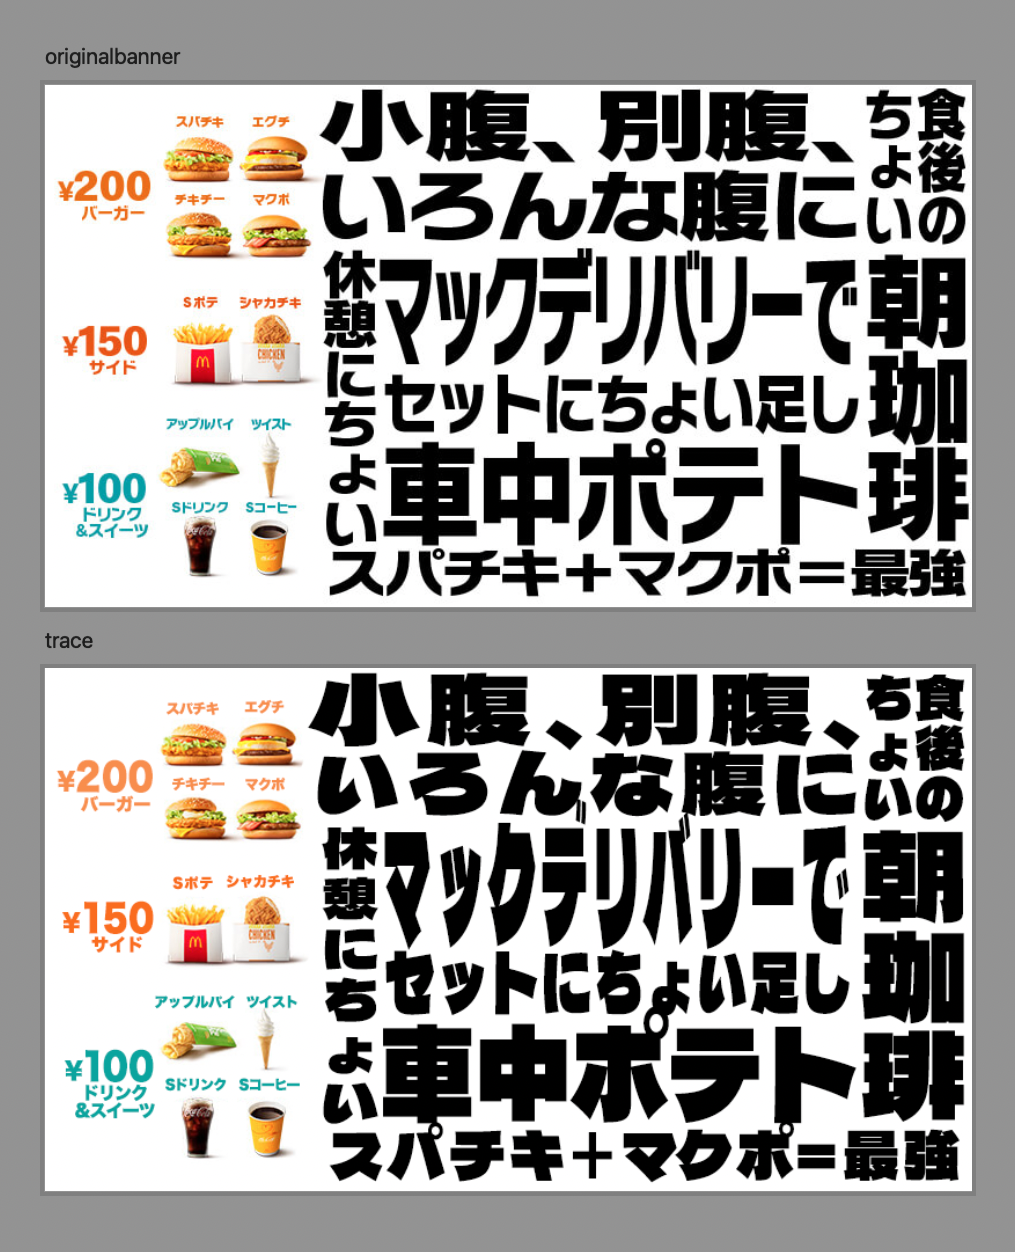 originalbanner
スパチキ
エグチ
¥200
バーガー
チキチー
マクポ
Sポテ
シャカチキ
¥150
サイド
CHICKEN
アップルパイ
ツイスト
¥100
ドリンク
&スイーツ
Sドリンク
Sコーヒー
小腹、別腹、
いろんな腹に
食後の
ちょい
朝珈琲
休憩にちょい
マックデリバリーで
セットにちょい足し
車中ポテト
スパチキ+マクポ=最強
trace
スパチキ
エグチ
¥200
バーガー
チキチー
マクポ
Sポテ
シャカチキ
¥150
サイド
CHICKEN
アップルパイ
ツイスト
¥100
ドリンク
&スイーツ
Sドリンク
Sコーヒー
小腹、別腹、
いろんな腹に
食後の
ちょい
朝珈琲
休憩にちょい
マックデリバリーで
セットにちょい足し
車中ポテト
スパチキ+マクポ=最強